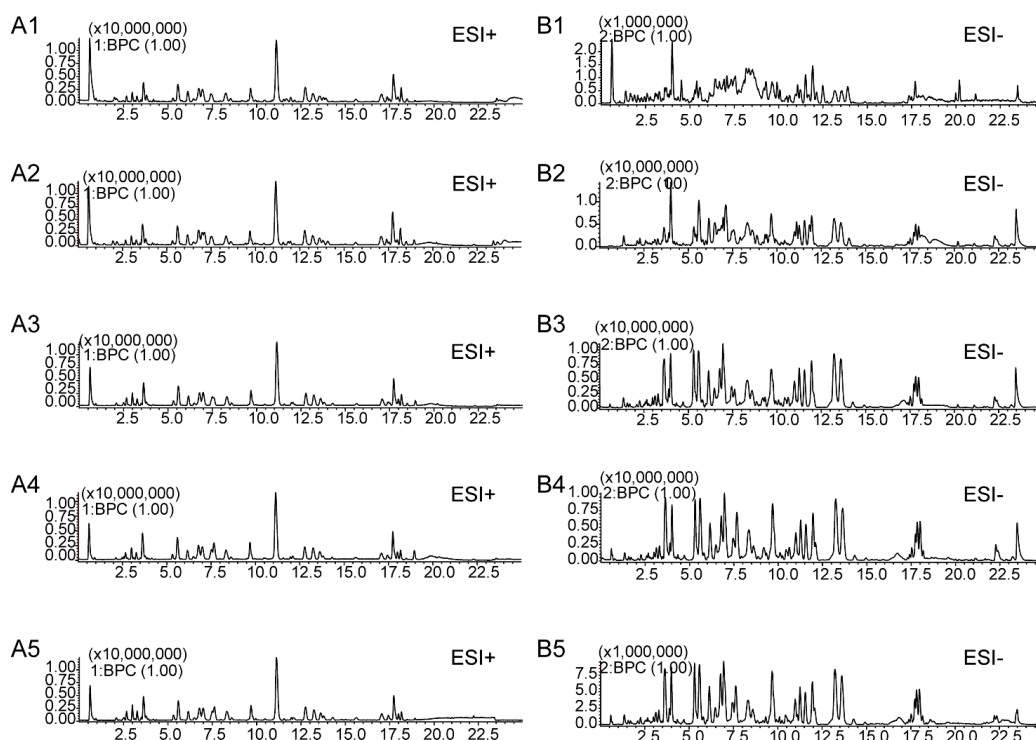 A1
(x10,000,000)
1:BPC (1.00)
ESI+
1.00
0.75
0.50
0.25
0.00
2.5 5.0 7.5 10.0 12.5 15.0 17.5 20.0 22.5
B1
(x1,000,000)
2:BPC (1.00)
ESI-
2.0
1.5
1.0
0.5
0.0
2.5 5.0 7.5 10.0 12.5 15.0 17.5 20.0 22.5
A2
(x10,000,000)
1:BPC (1.00)
ESI+
1.00
0.75
0.50
0.25
0.00
2.5 5.0 7.5 10.0 12.5 15.0 17.5 20.0 22.5
B2
(x10,000,000)
2:BPC (1.00)
ESI-
1.0
0.5
0.0
2.5 5.0 7.5 10.0 12.5 15.0 17.5 20.0 22.5
A3
(x10,000,000)
1:BPC (1.00)
ESI+
1.00
0.75
0.50
0.25
0.00
2.5 5.0 7.5 10.0 12.5 15.0 17.5 20.0 22.5
B3
(x10,000,000)
2:BPC (1.00)
ESI-
1.00
0.75
0.50
0.25
0.00
2.5 5.0 7.5 10.0 12.5 15.0 17.5 20.0 22.5
A4
(x10,000,000)
1:BPC (1.00)
ESI+
1.00
0.75
0.50
0.25
0.00
2.5 5.0 7.5 10.0 12.5 15.0 17.5 20.0 22.5
B4
(x10,000,000)
2:BPC (1.00)
ESI-
1.00
0.75
0.50
0.25
0.00
2.5 5.0 7.5 10.0 12.5 15.0 17.5 20.0 22.5
A5
(x10,000,000)
1:BPC (1.00)
ESI+
1.00
0.75
0.50
0.25
0.00
2.5 5.0 7.5 10.0 12.5 15.0 17.5 20.0 22.5
B5
(x1,000,000)
2:BPC (1.00)
ESI-
7.5
5.0
2.5
0.0
2.5 5.0 7.5 10.0 12.5 15.0 17.5 20.0 22.5